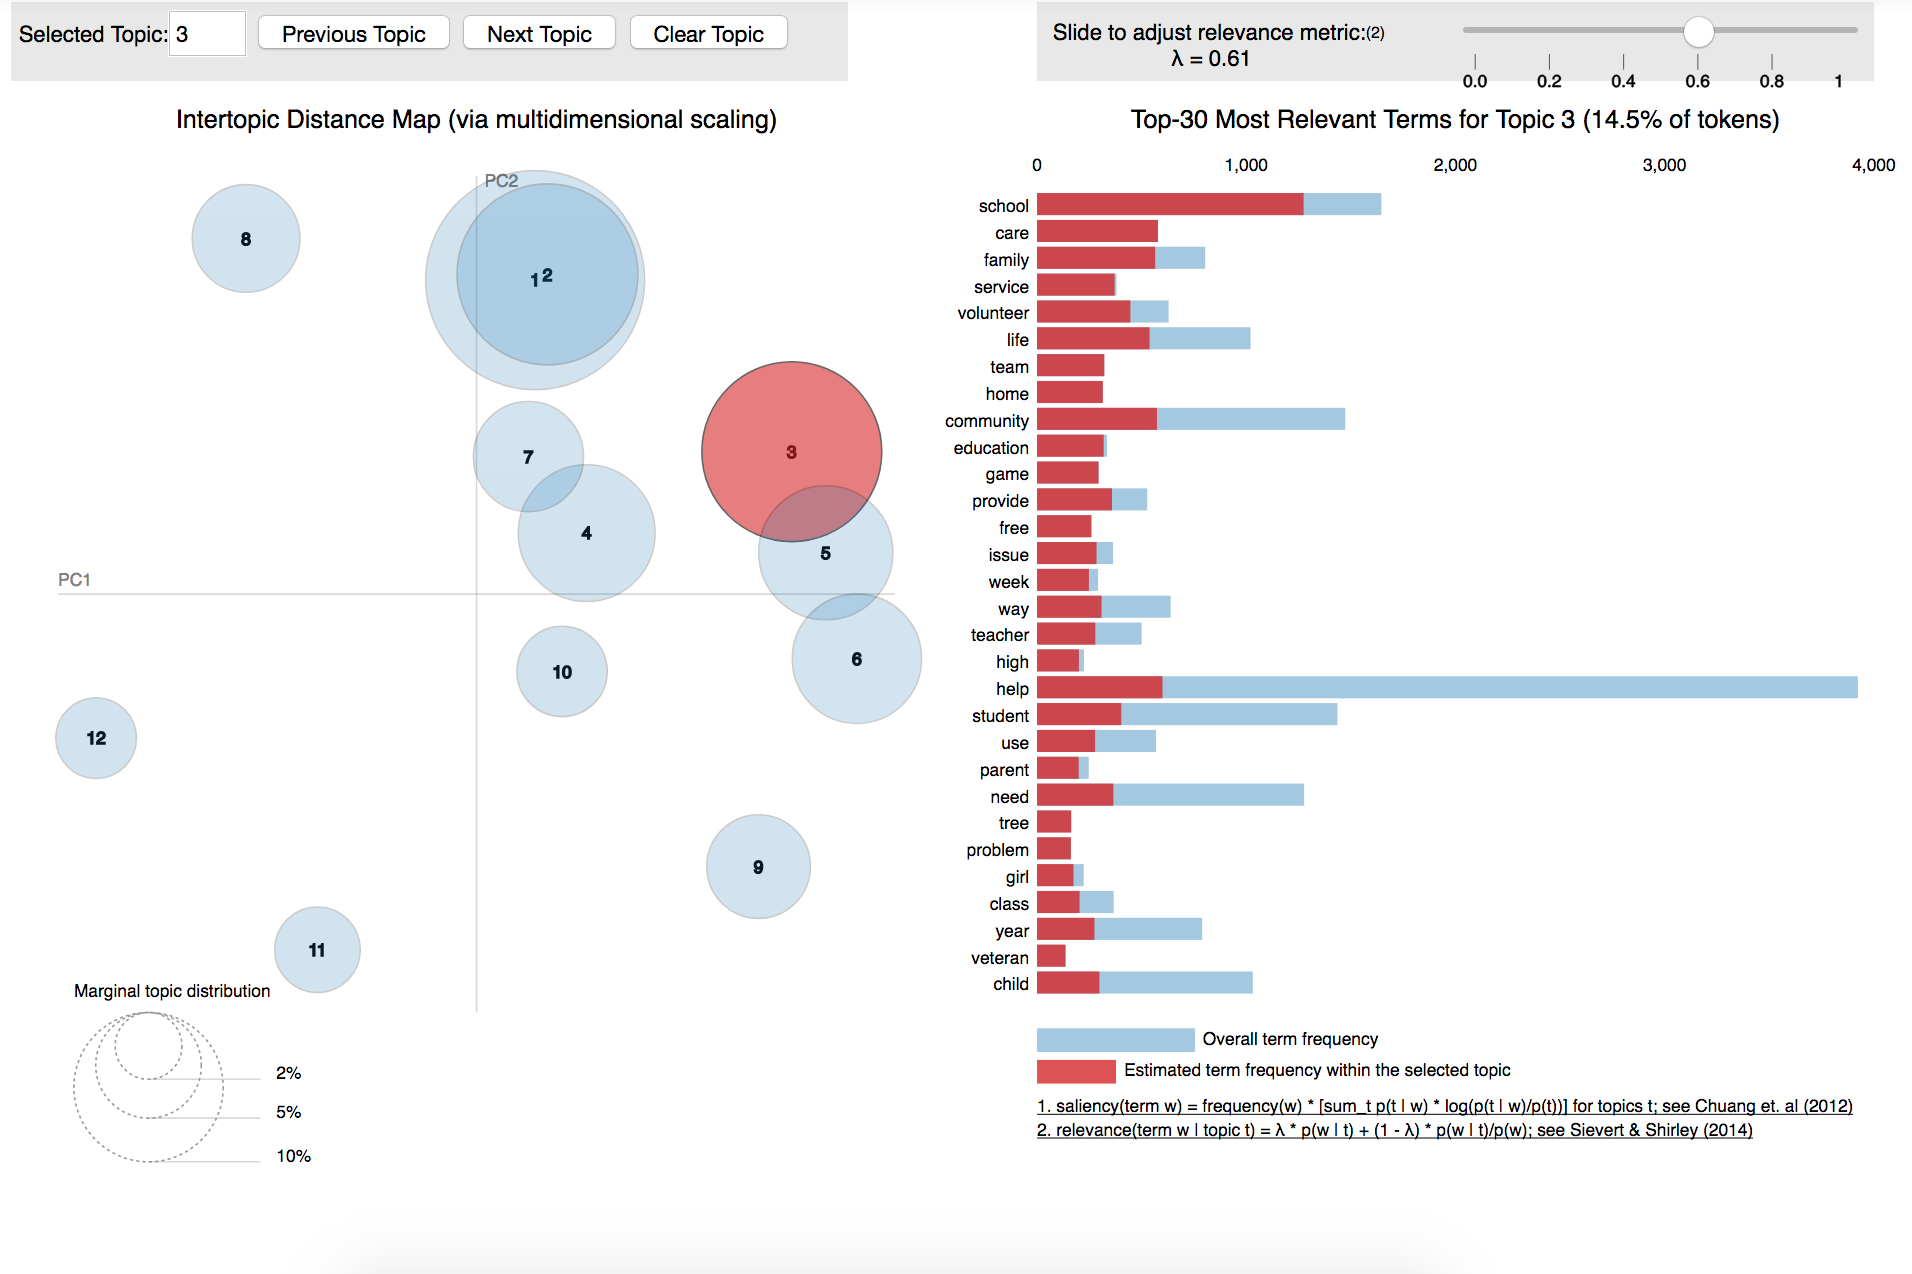 Selected Topic: 3 Previous Topic Next Topic Clear Topic
Slide to adjust relevance metric:(2)
λ = 0.61
0.0 0.2 0.4 0.6 0.8 1
Intertopic Distance Map (via multidimensional scaling)
PC2
PC1
8
1 2
7
3
4
5
10
6
12
9
11
Marginal topic distribution
2%
5%
10%
Top-30 Most Relevant Terms for Topic 3 (14.5% of tokens)
0 1,000 2,000 3,000 4,000
school
care
family
service
volunteer
life
team
home
community
education
game
provide
free
issue
week
way
teacher
high
help
student
use
parent
need
tree
problem
girl
class
year
veteran
child
Overall term frequency
Estimated term frequency within the selected topic
1. saliency(term w) = frequency(w) * [sum_t p(t | w) * log(p(t | w)/p(t))] for topics t; see Chuang et. al (2012)
2. relevance(term w | topic t) = λ * p(w | t) + (1 - λ) * p(w | t)/p(w); see Sievert & Shirley (2014)